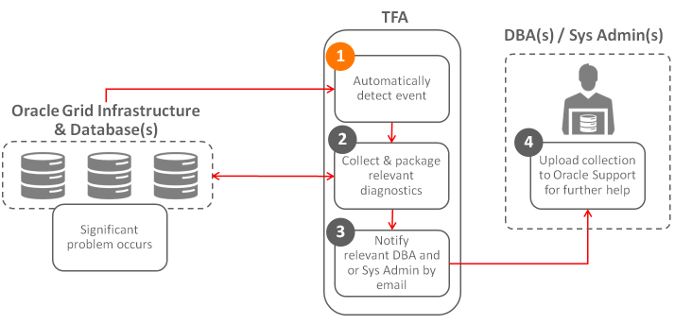 TFA
DBA(s) / Sys Admin(s)
1
Automatically
detect event
Oracle Grid Infrastructure
& Database(s)
2
Collect & package
relevant
diagnostics
4
Upload collection
to Oracle Support
for further help
Significant
problem occurs
3
Notify
relevant DBA and
or Sys Admin by
email